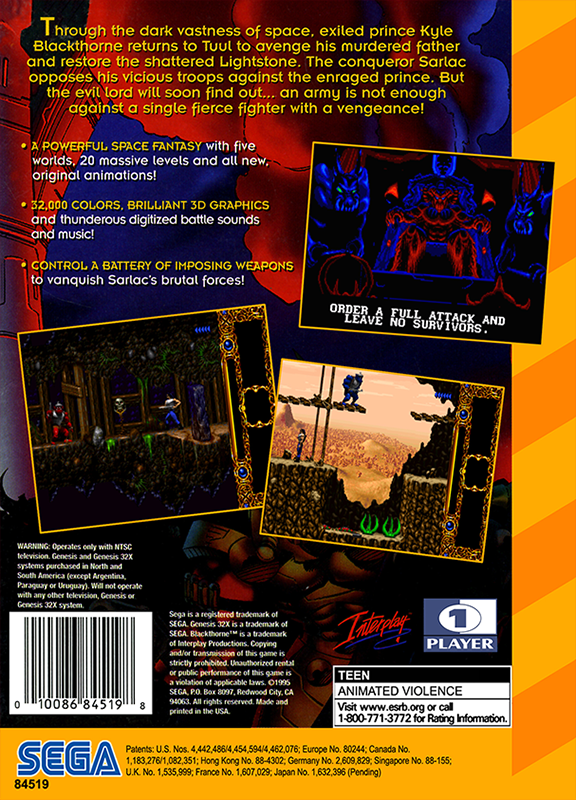 Through the dark vastness of space, exiled prince Kyle
Blackthorne returns to Tuul to avenge his murdered father
and restore the shattered Lightstone. The conqueror Sarlac
opposes his vicious troops against the enraged prince. But
the evil lord will soon find out... an army is not enough
against a single fierce fighter with a vengeance!
• A POWERFUL SPACE FANTASY with five
worlds, 20 massive levels and all new,
original animations!
• 32,000 COLORS, BRILLIANT 3D GRAPHICS
and thunderous digitized battle sounds
and music!
• CONTROL A BATTERY OF IMPOSING WEAPONS
to vanquish Sarlac's brutal forces!
ORDER A FULL ATTACK AND
LEAVE NO SURVIVORS.
WARNING: Operates only with NTSC
television. Genesis and Genesis 32X
systems purchased in North and
South America (except Argentina,
Paraguay or Uruguay). Will not operate
with any other television, Genesis or
Genesis 32X system.
0 10086 84519 8
Sega is a registered trademark of
SEGA. Genesis 32X is a trademark of
SEGA. Blackthorne™ is a trademark
of Interplay Productions. Copying
and/or transmission of this game is
strictly prohibited. Unauthorized rental
or public performance of this game is
a violation of applicable laws. ©1995
SEGA, P.O. Box 8097, Redwood City, CA
94063. All rights reserved. Made and
printed in the USA.
Interplay
1
PLAYER
TEEN
ANIMATED VIOLENCE
Visit www.esrb.org or call
1-800-771-3772 for Rating Information.
SEGA
84519
Patents: U.S. Nos. 4,442,486/4,454,594/4,462,076; Europe No. 80244; Canada No.
1,183,276/1,082,351; Hong Kong No. 88-4302; Germany No. 2,609,829; Singapore No. 88-155;
U.K. No. 1,535,999; France No. 1,607,029; Japan No. 1,632,396 (Pending)